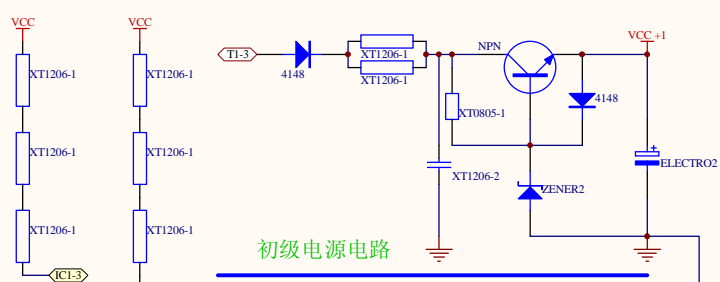 VCC
VCC
T1-3
NPN
VCC +1
4148
XT1206-1
XT1206-1
XT1206-1
XT1206-1
4148
XT0805-1
XT1206-1
XT1206-1
XT1206-2
ZENER2
ELECTRO2
XT1206-1
XT1206-1
初级电源电路
IC1-3